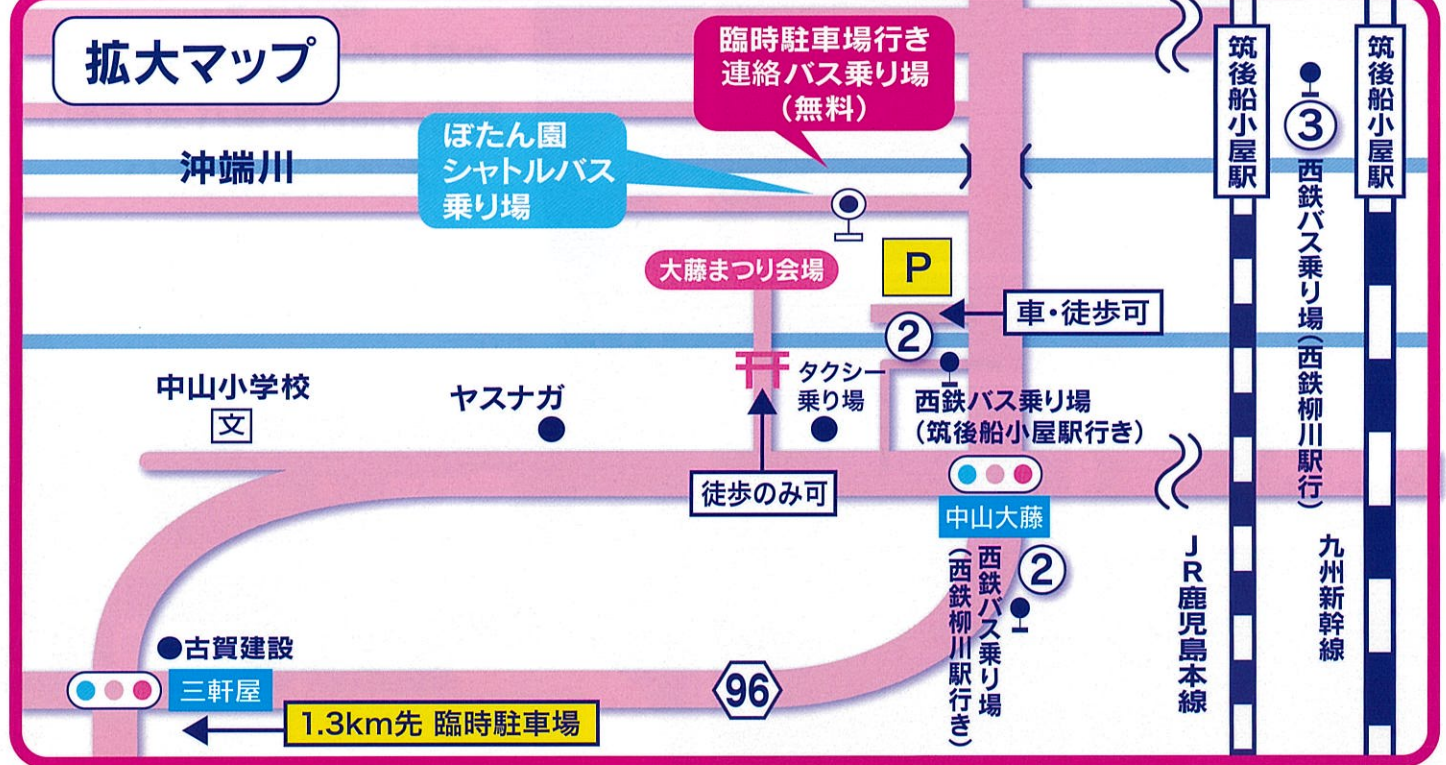 拡大マップ
臨時駐車場行き
連絡バス乗り場
(無料)
ぼたん園
シャトルバス
乗り場
沖端川
筑後船小屋駅
③
西鉄バス乗り場(西鉄柳川駅行)
筑後船小屋駅
大藤まつり会場
P
車・徒歩可
②
中山小学校
文
ヤスナガ
タクシー
乗り場
西鉄バス乗り場
(筑後船小屋駅行き)
徒歩のみ可
中山大藤
西鉄バス乗り場
(西鉄柳川駅行き)
②
JR鹿児島本線
九州新幹線
古賀建設
三軒屋
96
1.3km先 臨時駐車場